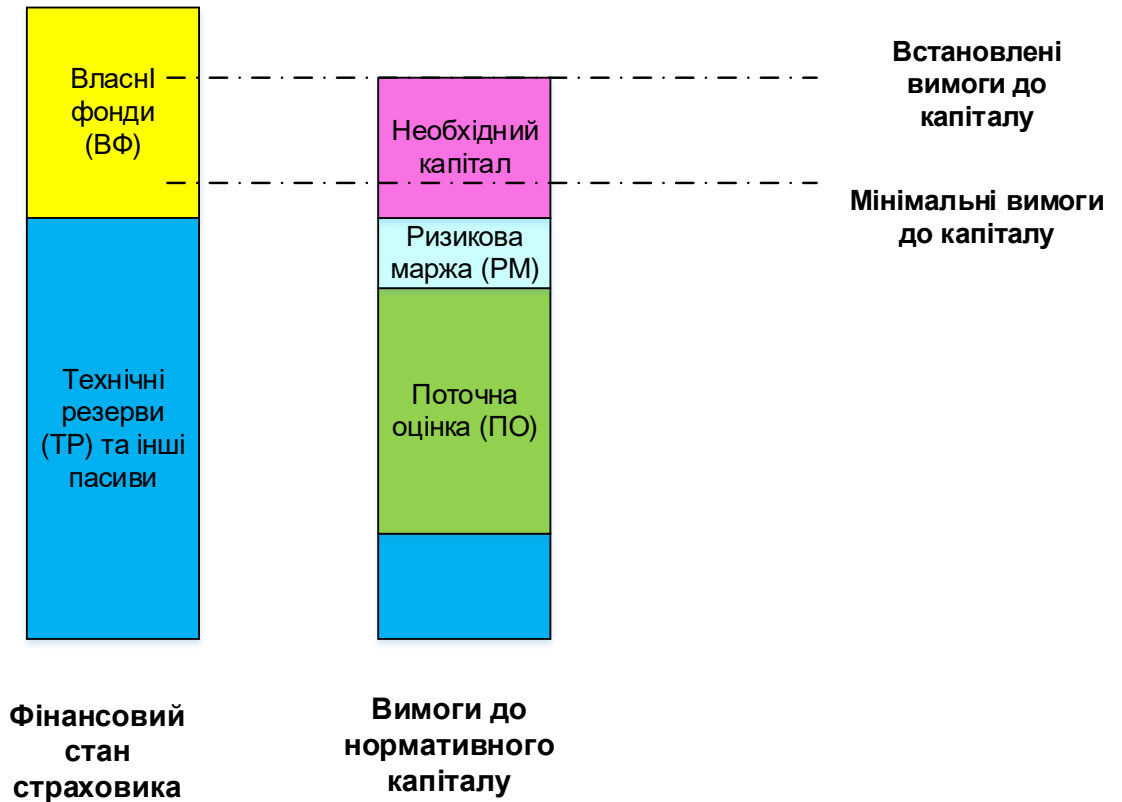 ВласнІ
фонди
(ВФ)
Технічні
резерви
(ТР) та інші
пасиви
Фінансовий
стан
страховика
Необхідний
капітал
Ризикова
маржа (РМ)
Поточна
оцінка (ПО)
Вимоги до
нормативного
капіталу
Встановлені
вимоги до
капіталу
Мінімальні вимоги
до капіталу